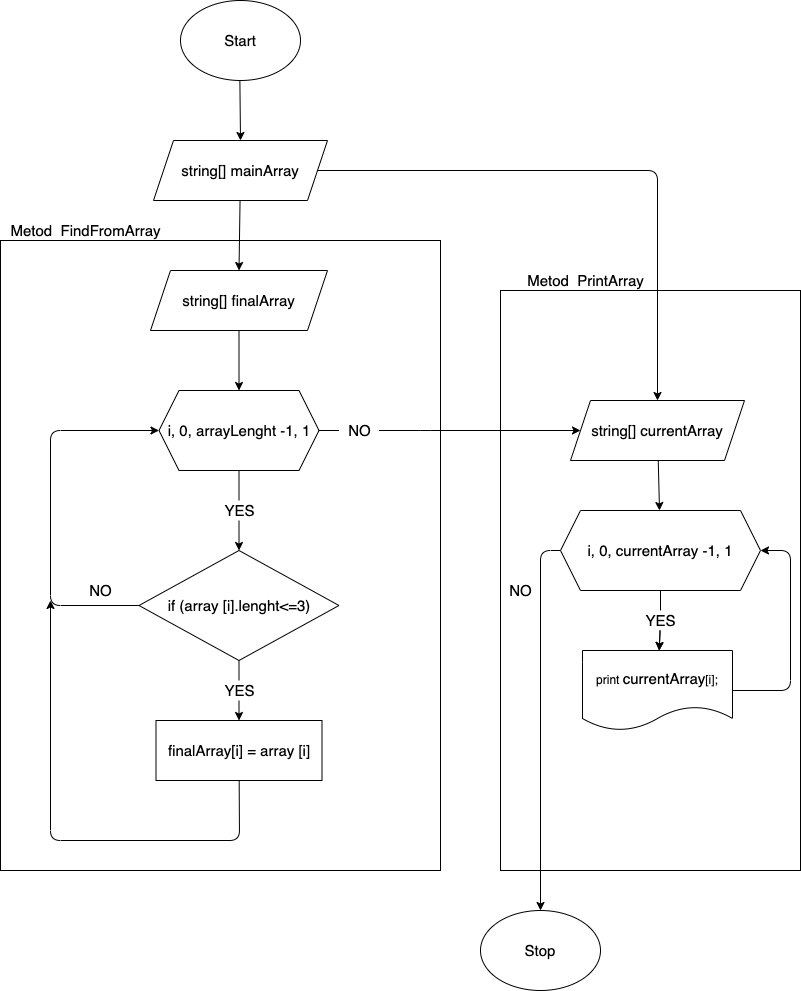 Start
string[] mainArray
Metod FindFromArray
string[] finalArray
i, 0, arrayLenght -1, 1
NO
YES
if (array [i].lenght<=3)
NO
YES
finalArray[i] = array [i]
Metod PrintArray
string[] currentArray
i, 0, currentArray -1, 1
NO
YES
print currentArray[i];
Stop